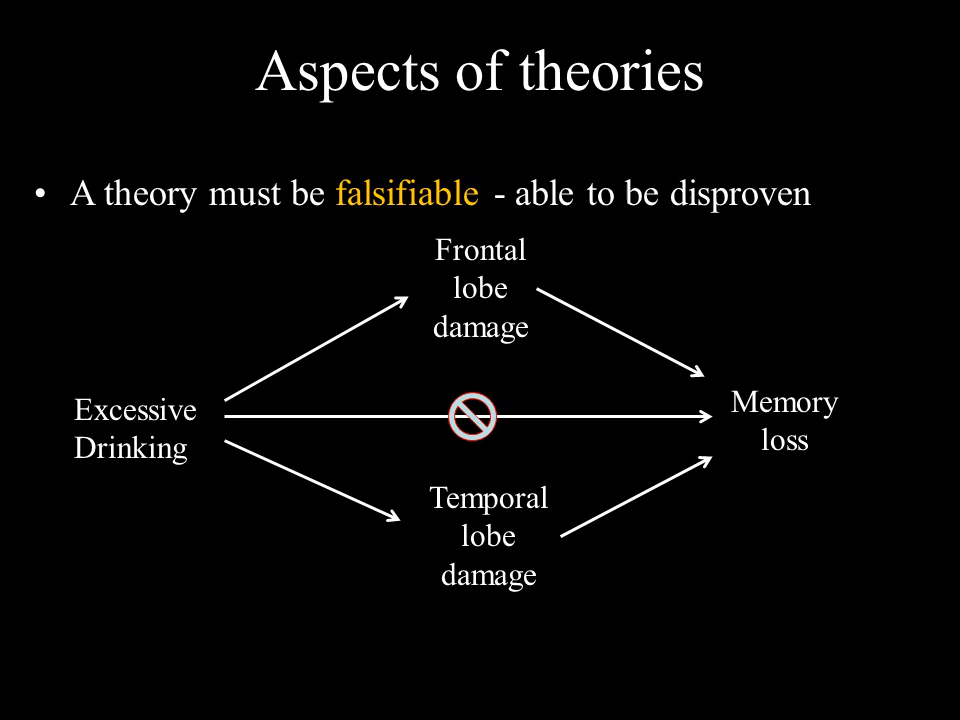 Aspects of theories
• A theory must be falsifiable - able to be disproven
Frontal
lobe
damage
Excessive
Drinking
Memory
loss
Temporal
lobe
damage